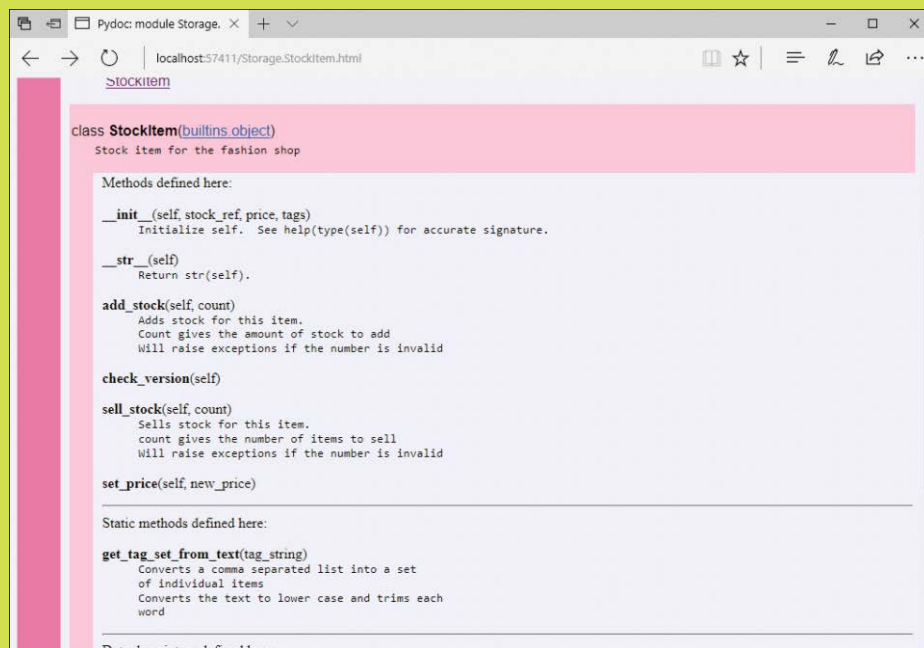 Pydoc: module Storage.
localhost:57411/Storage.StockItem.html
StockItem
class StockItem(builtins.object)
Stock item for the fashion shop
Methods defined here:
__init__(self, stock_ref, price, tags)
Initialize self.  See help(type(self)) for accurate signature.
__str__(self)
Return str(self).
add_stock(self, count)
Adds stock for this item.
Count gives the amount of stock to add
Will raise exceptions if the number is invalid
check_version(self)
sell_stock(self, count)
Sells stock for this item.
count gives the number of items to sell
Will raise exceptions if the number is invalid
set_price(self, new_price)
Static methods defined here:
get_tag_set_from_text(tag_string)
Converts a comma separated list into a set
of individual items
Converts the text to lower case and trims each
word